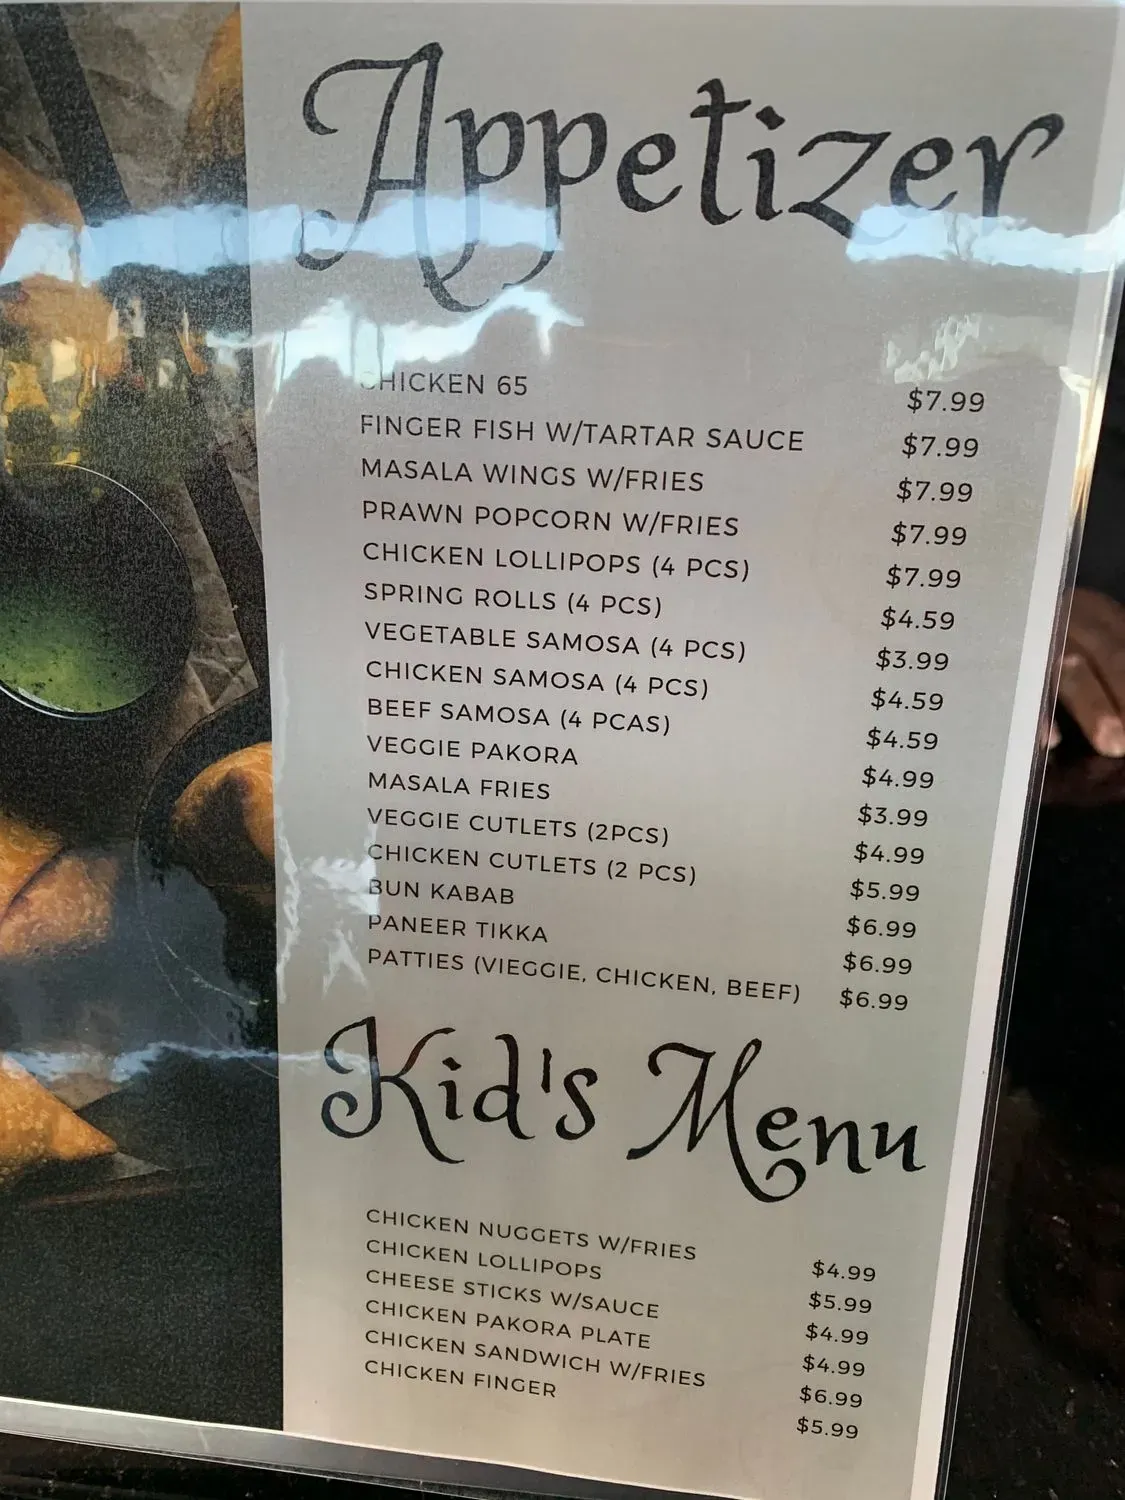 Appetizer
CHICKEN 65 $7.99
FINGER FISH W/TARTAR SAUCE $7.99
MASALA WINGS W/FRIES $7.99
PRAWN POPCORN W/FRIES $7.99
CHICKEN LOLLIPOPS (4 PCS) $7.99
SPRING ROLLS (4 PCS) $4.59
VEGETABLE SAMOSA (4 PCS) $3.99
CHICKEN SAMOSA (4 PCS) $4.59
BEEF SAMOSA (4 PCAS) $4.59
VEGGIE PAKORA $4.99
MASALA FRIES $3.99
VEGGIE CUTLETS (2PCS) $4.99
CHICKEN CUTLETS (2 PCS) $5.99
BUN KABAB $6.99
PANEER TIKKA $6.99
PATTIES (VIEGGIE, CHICKEN, BEEF) $6.99
Kid's Menu
CHICKEN NUGGETS W/FRIES $4.99
CHICKEN LOLLIPOPS $5.99
CHEESE STICKS W/SAUCE $4.99
CHICKEN PAKORA PLATE $4.99
CHICKEN SANDWICH W/FRIES $6.99
CHICKEN FINGER $5.99